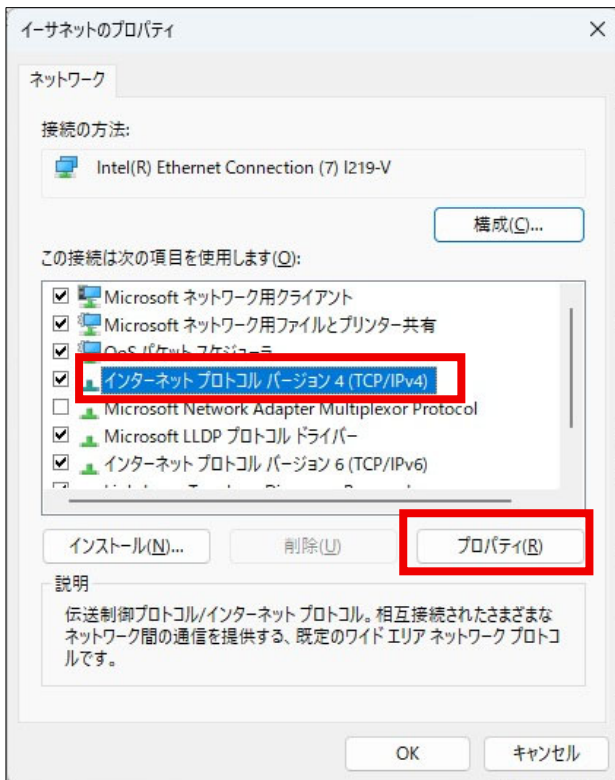 イーサネットのプロパティ
ネットワーク
接続の方法:
Intel(R) Ethernet Connection (7) I219-V
構成(C)...
この接続は次の項目を使用します(O):
Microsoft ネットワーク用クライアント
Microsoft ネットワーク用ファイルとプリンター共有
QoS パケット スケジューラ
インターネット プロトコル バージョン 4 (TCP/IPv4)
Microsoft Network Adapter Multiplexor Protocol
Microsoft LLDP プロトコル ドライバー
インターネット プロトコル バージョン 6 (TCP/IPv6)
インストール(N)...
削除(U)
プロパティ(R)
説明
伝送制御プロトコル/インターネット プロトコル。相互接続されたさまざまな
ネットワーク間の通信を提供する、既定のワイド エリア ネットワーク プロトコ
ルです。
OK
キャンセル